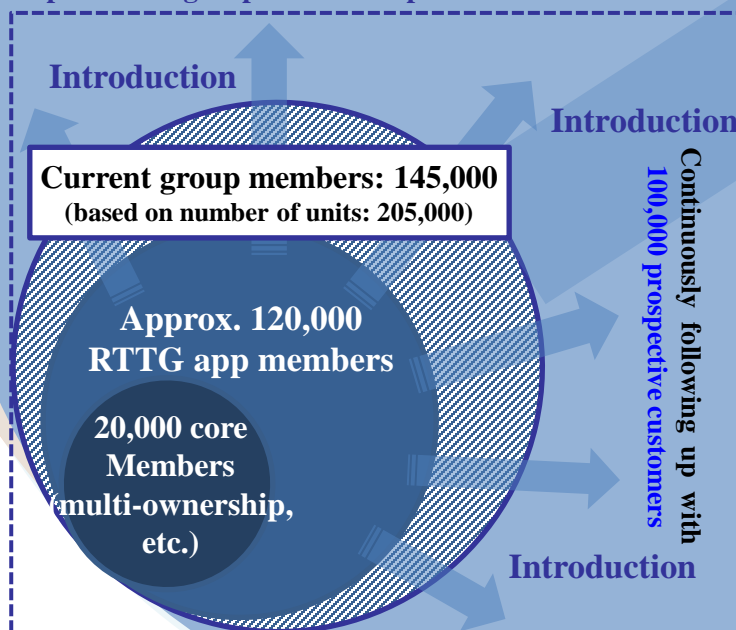 Introduction
Introduction
Current group members: 145,000
(based on number of units: 205,000)
Continuously following up with
100,000 prospective customers
Approx. 120,000
RTTG app members
20,000 core
Members
(multi-ownership,
etc.)
Introduction